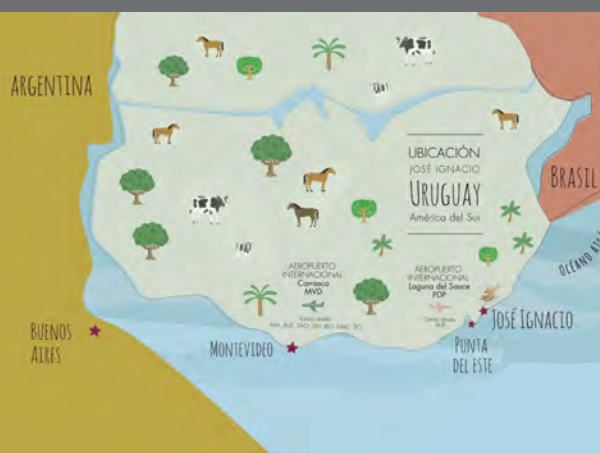 ARGENTINA
UBICACIÓN
JOSÉ IGNACIO
URUGUAY
América del Sur
BRASIL
AEROPUERTO
INTERNACIONAL
Carrasco
MVD
AEROPUERTO
INTERNACIONAL
Laguna del Sauce
PDP
BUENOS
AIRES
MONTEVIDEO
JOSÉ IGNACIO
PUNTA
DEL ESTE
OCÉANO